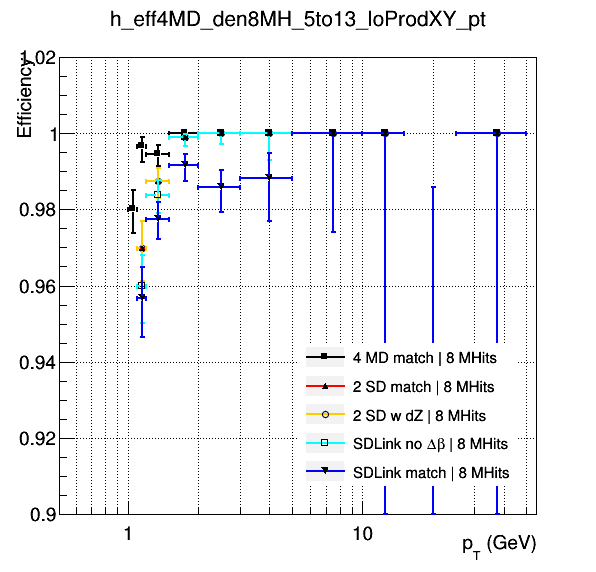 h_eff4MD_den8MH_5to13_loProdXY_pt
Efficiency
1.02
1
0.98
0.96
0.94
0.92
0.9
4 MD match | 8 MHits
2 SD match | 8 MHits
2 SD w dZ | 8 MHits
SDLink no Δβ | 8 MHits
SDLink match | 8 MHits
1
10
p_T (GeV)